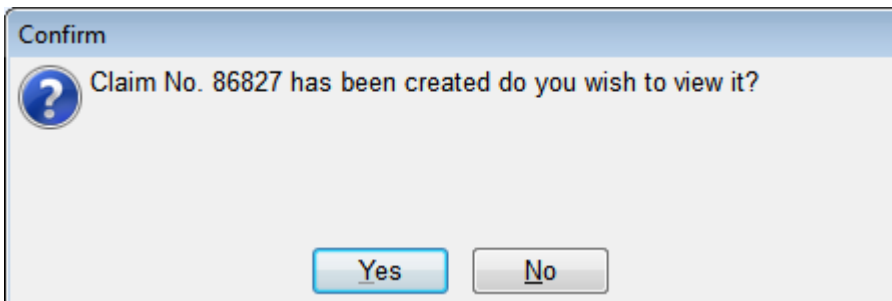 Confirm
Claim No. 86827 has been created do you wish to view it?
Yes No